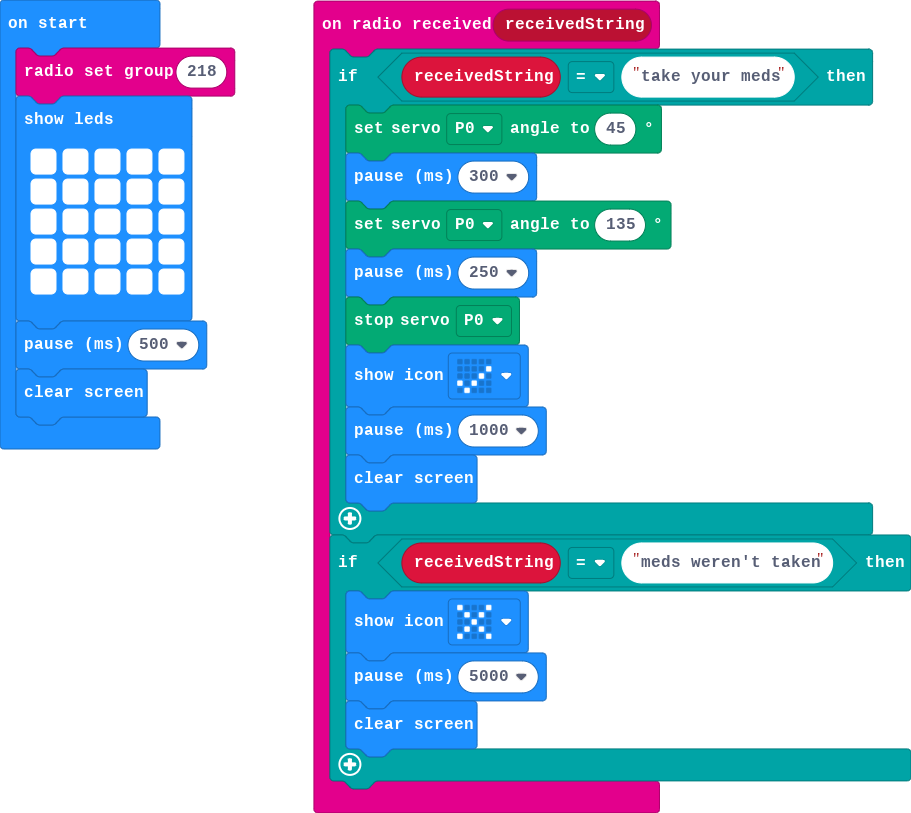 on start
radio set group 218
show leds
pause (ms) 500
clear screen
on radio received receivedString
if receivedString = "take your meds" then
set servo P0 angle to 45 °
pause (ms) 300
set servo P0 angle to 135 °
pause (ms) 250
stop servo P0
show icon
pause (ms) 1000
clear screen
if receivedString = "meds weren't taken" then
show icon
pause (ms) 5000
clear screen